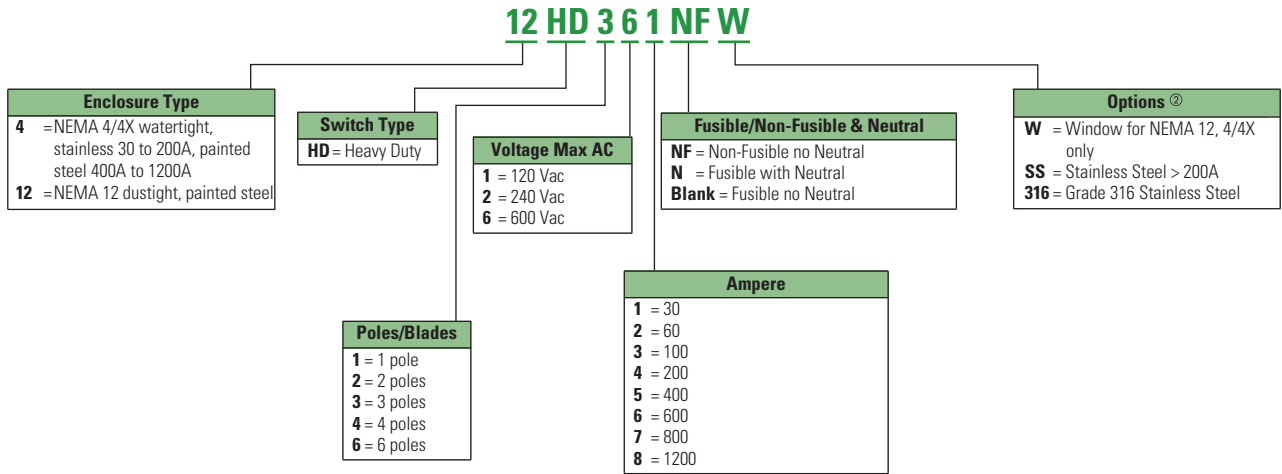 12 HD 3 6 1 NF W
Enclosure Type
4 =NEMA 4/4X watertight,
stainless 30 to 200A, painted
steel 400A to 1200A
12 =NEMA 12 dustight, painted steel
Switch Type
HD = Heavy Duty
Voltage Max AC
1 = 120 Vac
2 = 240 Vac
6 = 600 Vac
Fusible/Non-Fusible & Neutral
NF = Non-Fusible no Neutral
N = Fusible with Neutral
Blank = Fusible no Neutral
Options ②
W = Window for NEMA 12, 4/4X
only
SS = Stainless Steel > 200A
316 = Grade 316 Stainless Steel
Poles/Blades
1 = 1 pole
2 = 2 poles
3 = 3 poles
4 = 4 poles
6 = 6 poles
Ampere
1 = 30
2 = 60
3 = 100
4 = 200
5 = 400
6 = 600
7 = 800
8 = 1200